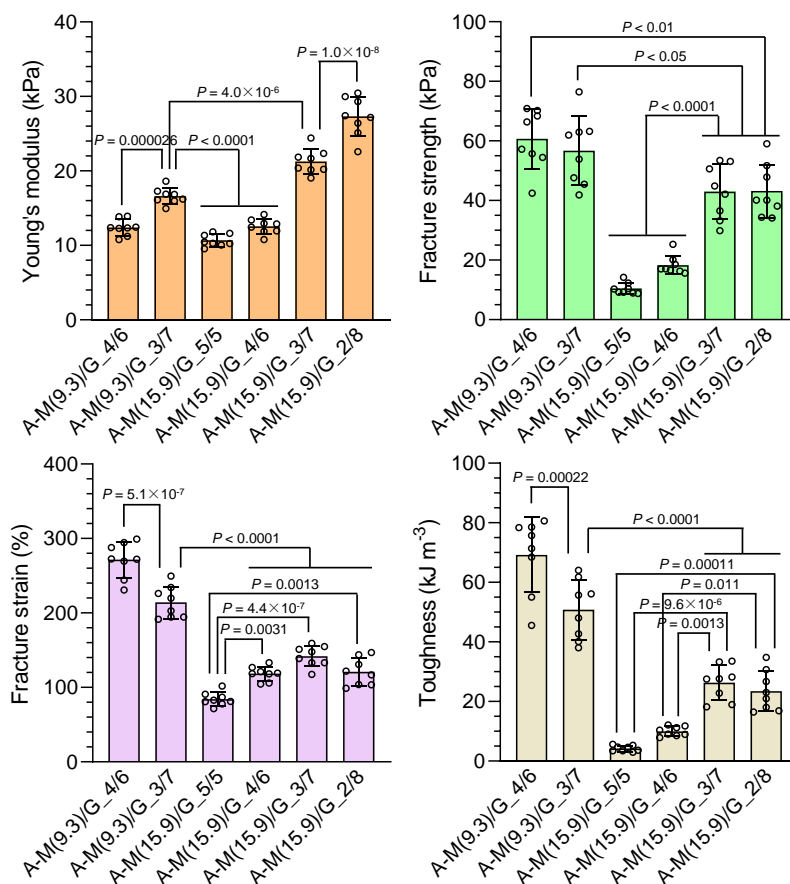 Young's modulus (kPa)
40
30
20
10
0
P = 0.000026
P < 0.0001
P = 4.0×10⁻⁶
P = 1.0×10⁻⁸
A-M(9.3)/G_4/6
A-M(9.3)/G_3/7
A-M(15.9)/G_5/5
A-M(15.9)/G_4/6
A-M(15.9)/G_3/7
A-M(15.9)/G_2/8
Fracture strength (kPa)
100
80
60
40
20
0
P < 0.01
P < 0.05
P < 0.0001
A-M(9.3)/G_4/6
A-M(9.3)/G_3/7
A-M(15.9)/G_5/5
A-M(15.9)/G_4/6
A-M(15.9)/G_3/7
A-M(15.9)/G_2/8
Fracture strain (%)
400
300
200
100
0
P = 5.1×10⁻⁷
P < 0.0001
P = 0.0013
P = 4.4×10⁻⁷
P = 0.0031
A-M(9.3)/G_4/6
A-M(9.3)/G_3/7
A-M(15.9)/G_5/5
A-M(15.9)/G_4/6
A-M(15.9)/G_3/7
A-M(15.9)/G_2/8
Toughness (kJ m⁻³)
100
80
60
40
20
0
P = 0.00022
P < 0.0001
P = 0.00011
P = 0.011
P = 9.6×10⁻⁶
P = 0.0013
A-M(9.3)/G_4/6
A-M(9.3)/G_3/7
A-M(15.9)/G_5/5
A-M(15.9)/G_4/6
A-M(15.9)/G_3/7
A-M(15.9)/G_2/8